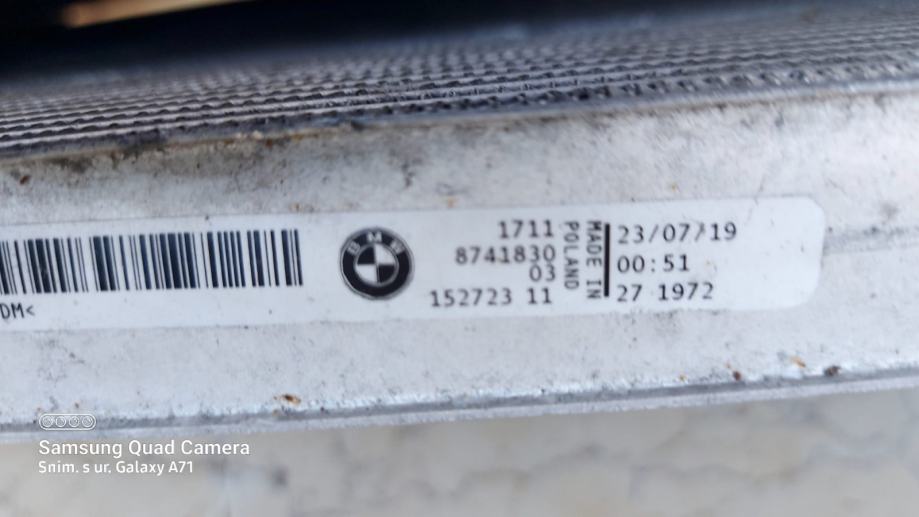 DM<
BMW
1711
8741830
03
152723 11
MADE IN
POLAND
23/07/19
00:51
27 1972
Samsung Quad Camera
Snim. s ur. Galaxy A71